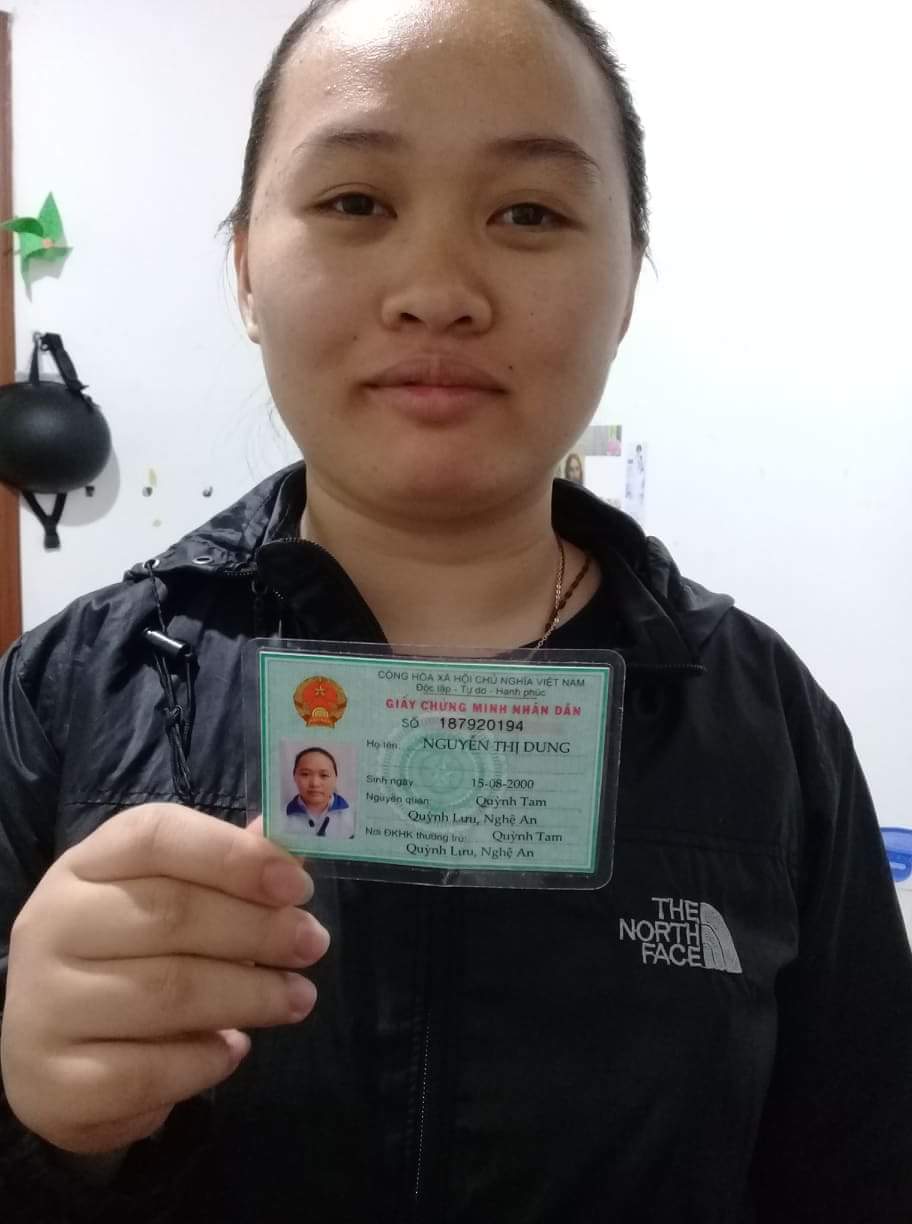 CỘNG HÒA XÃ HỘI CHỦ NGHĨA VIỆT NAM
Độc lập - Tự do - Hạnh phúc
GIẤY CHỨNG MINH NHÂN DÂN
SỐ 187920194
Họ tên: NGUYỄN THỊ DUNG
Sinh ngày 15-08-2000
Nguyên quán Quỳnh Tam
Quỳnh Lưu, Nghệ An
Nơi ĐKHK thường trú: Quỳnh Tam
Quỳnh Lưu, Nghệ An
THE
NORTH
FACE